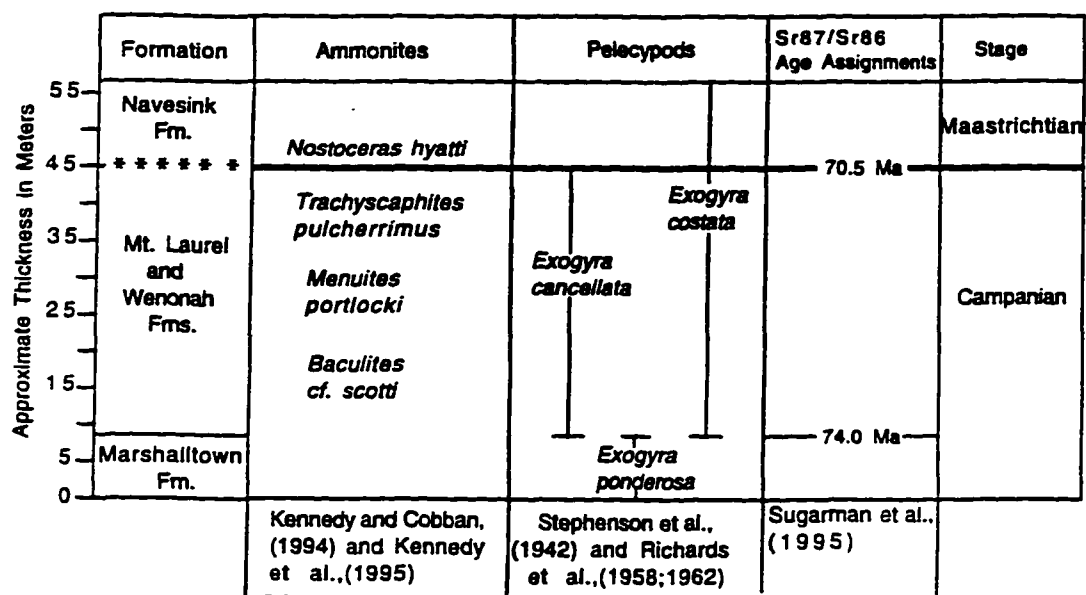 Formation
Ammonites
Pelecypods
Sr87/Sr86
Age Assignments
Stage
Approximate Thickness in Meters
55
45
35
25
15
5
0
Navesink
Fm.
* * * * * *
Mt. Laurel
and
Wenonah
Fms.
Marshalltown
Fm.
Nostoceras hyatti
Trachyscaphites
pulcherrimus
Menuites
portlocki
Baculites
cf. scotti
Exogyra
costata
Exogyra
cancellata
Exogyra
ponderosa
70.5 Ma
74.0 Ma
Maastrichtian
Campanian
Kennedy and Cobban,
(1994) and Kennedy
et al.,(1995)
Stephenson et al.,
(1942) and Richards
et al.,(1958;1962)
Sugarman et al.,
(1995)